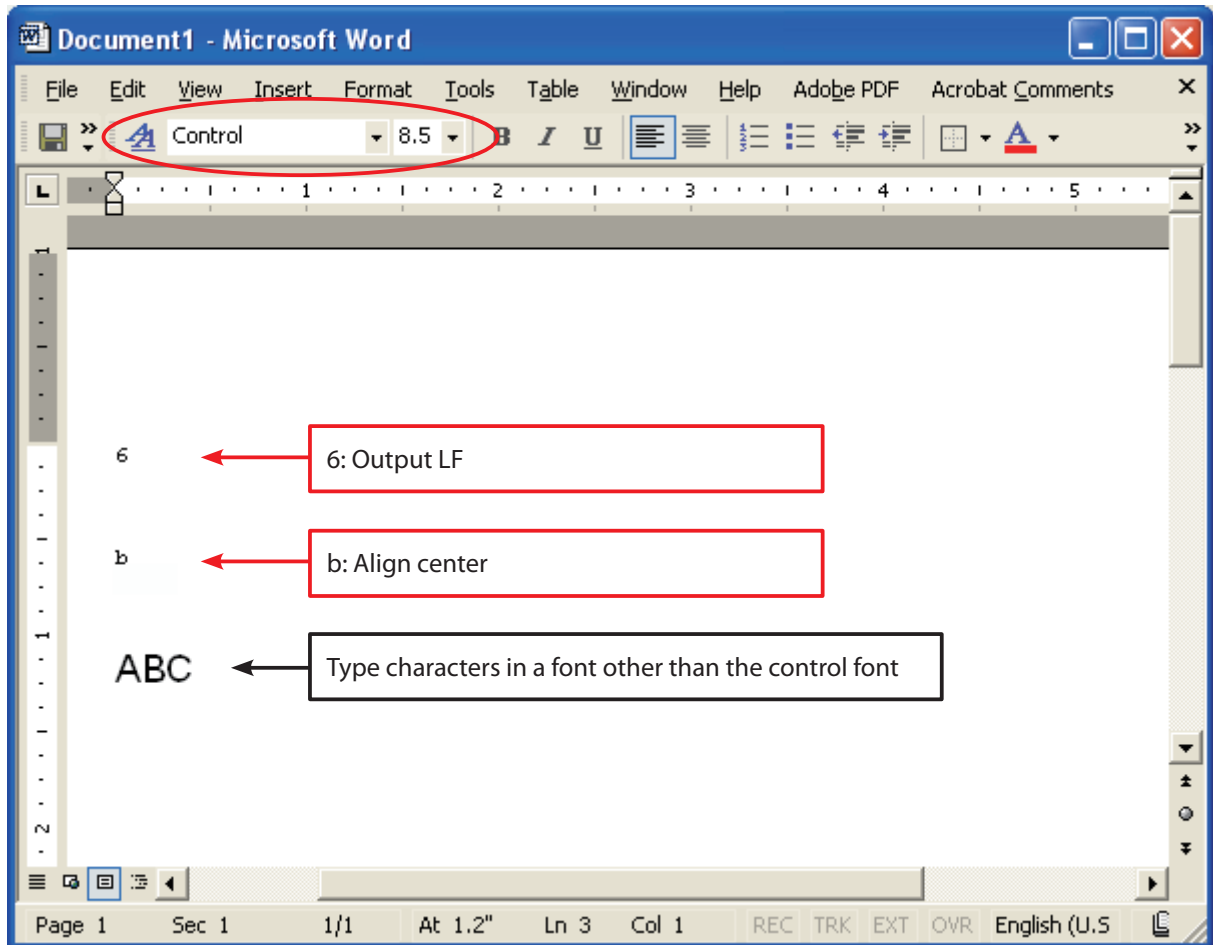 Document1 - Microsoft Word
File Edit View Insert Format Tools Table Window Help Adobe PDF Acrobat Comments
Control 8.5 B I U A
L 1 2 3 4 5
1
6 6: Output LF
b b: Align center
1
ABC Type characters in a font other than the control font
2
Page 1 Sec 1 1/1 At 1.2" Ln 3 Col 1 REC TRK EXT OVR English (U.S